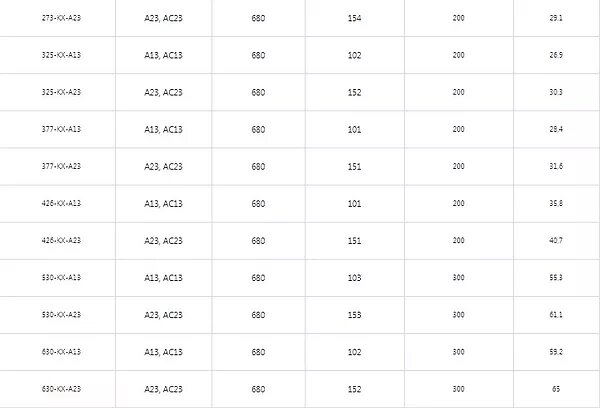 273-KX-A23 A23, AC23 680 154 200 29,1
325-KX-A13 A13, AC13 680 102 200 26,9
325-KX-A23 A23, AC23 680 152 200 30,3
377-KX-A13 A13, AC13 680 101 200 28,4
377-KX-A23 A23, AC23 680 151 200 31,6
426-KX-A13 A13, AC13 680 101 200 35,8
426-KX-A23 A23, AC23 680 151 200 40,7
530-KX-A13 A13, AC13 680 103 300 55,3
530-KX-A23 A23, AC23 680 153 300 61,1
630-KX-A13 A13, AC13 680 102 300 59,2
630-KX-A23 A23, AC23 680 152 300 65